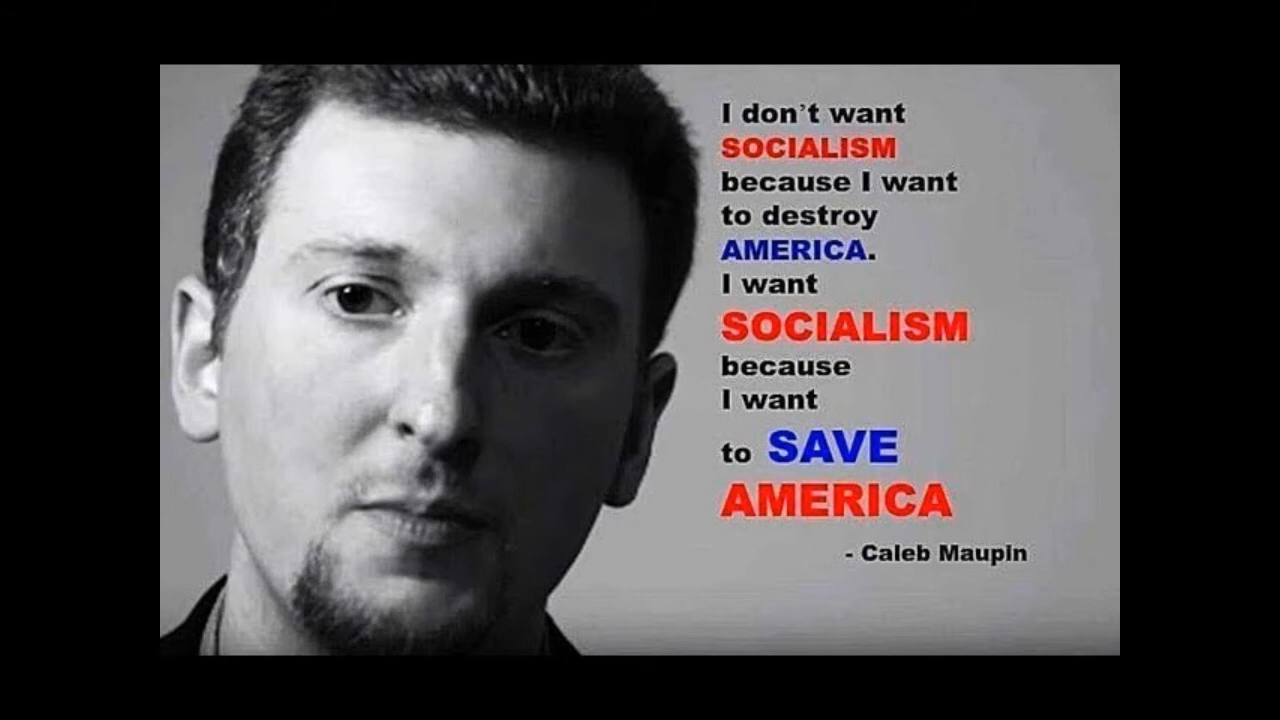 I don't want
SOCIALISM
because I want
to destroy
AMERICA.
I want
SOCIALISM
because
I want
to SAVE
AMERICA
- Caleb Maupin